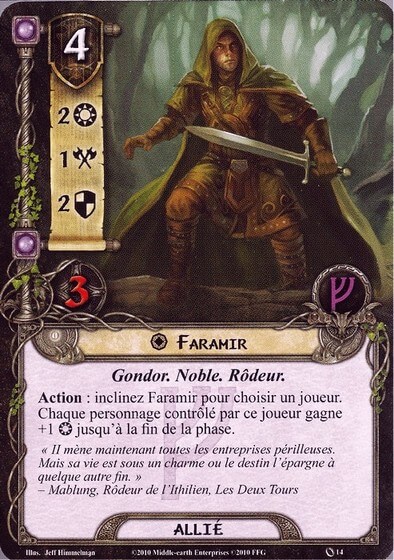 4
2
1
2
3
FARAMIR
Gondor. Noble. Rôdeur.
Action : inclinez Faramir pour choisir un joueur.
Chaque personnage contrôlé par ce joueur gagne
+1 jusqu'à la fin de la phase.
« Il mène maintenant toutes les entreprises périlleuses.
Mais sa vie est sous un charme ou le destin l'épargne à
quelque autre fin. »
– Mablung, Rôdeur de l'Ithilien, Les Deux Tours
ALLIÉ
Illus. Jeff Himmelman ©2010 Middle-earth Enterprises ©2010 FFG 14